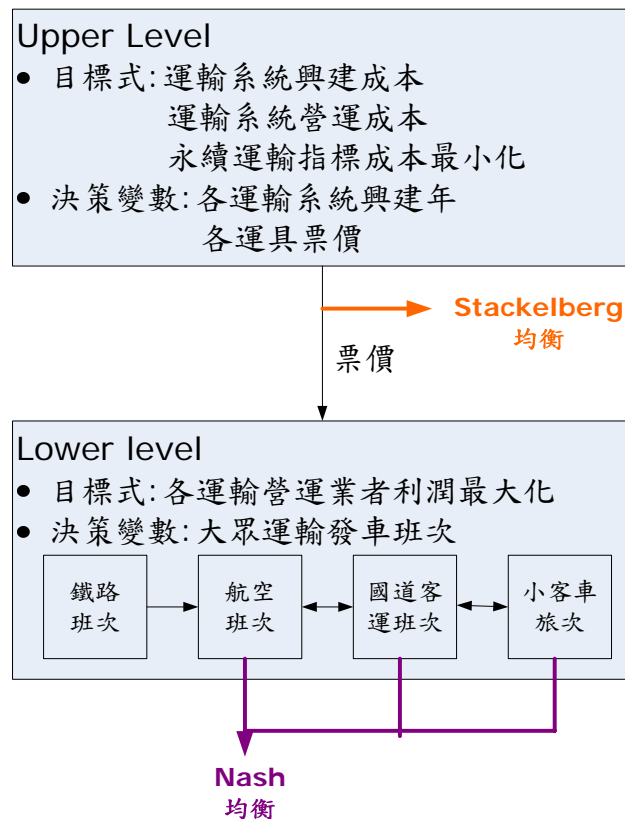 Upper Level
• 目標式:運輸系統興建成本
運輸系統營運成本
永續運輸指標成本最小化
• 決策變數:各運輸系統興建年
各運具票價
Stackelberg
均衡
票價
Lower level
• 目標式:各運輸營運業者利潤最大化
• 決策變數:大眾運輸發車班次
鐵路
班次
航空
班次
國道客
運班次
小客車
旅次
Nash
均衡